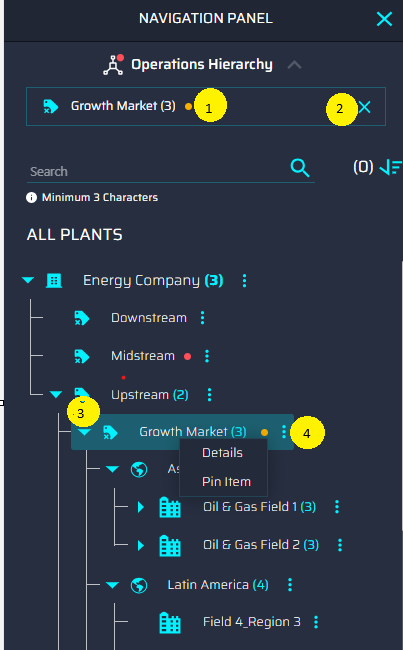 NAVIGATION PANEL
Operations Hierarchy
Growth Market (3) 1 2
Search (0)
Minimum 3 Characters
ALL PLANTS
Energy Company (3)
Downstream
Midstream
Upstream (2)
3
Growth Market (3) 4
Details
As
Pin Item
Oil & Gas Field 1 (3)
Oil & Gas Field 2 (3)
Latin America (4)
Field 4_Region 3